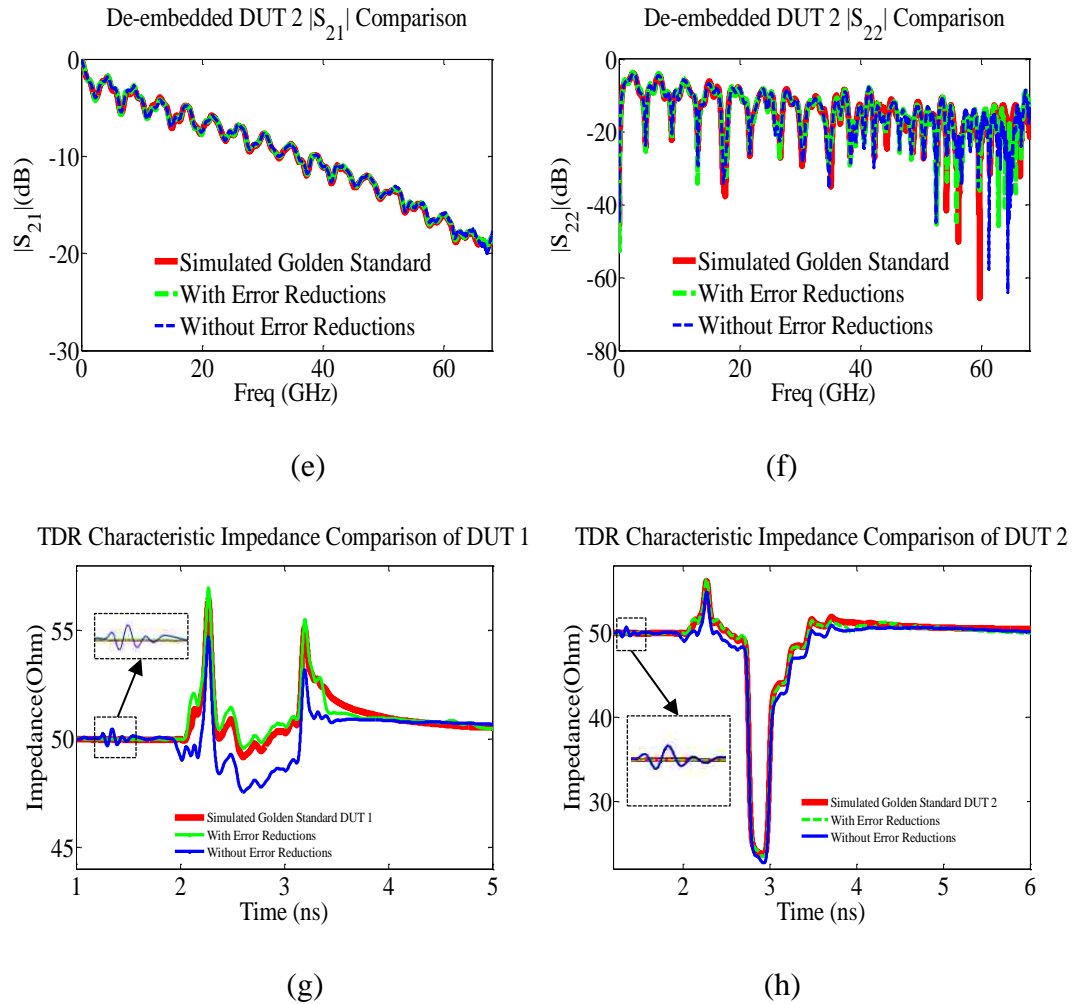 De-embedded DUT 2 |S21| Comparison
0
-10
-20
-30
|S21|(dB)
Simulated Golden Standard
With Error Reductions
Without Error Reductions
0 20 40 60
Freq (GHz)
(e)
De-embedded DUT 2 |S22| Comparison
0
-20
-40
-60
-80
|S22|(dB)
Simulated Golden Standard
With Error Reductions
Without Error Reductions
0 20 40 60
Freq (GHz)
(f)
TDR Characteristic Impedance Comparison of DUT 1
55
50
45
Impedance(Ohm)
Simulated Golden Standard DUT 1
With Error Reductions
Without Error Reductions
1 2 3 4 5
Time (ns)
(g)
TDR Characteristic Impedance Comparison of DUT 2
50
40
30
Impedance(Ohm)
Simulated Golden Standard DUT 2
With Error Reductions
Without Error Reductions
2 3 4 5 6
Time (ns)
(h)